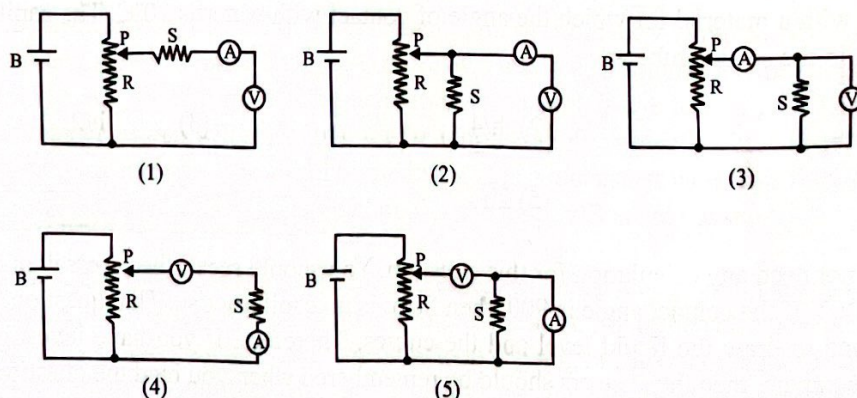 P S A
B R V
(1)
P A
B R S V
(2)
P A
B R S V
(3)
P V
B R S
A
(4)
P V
B R S A
(5)